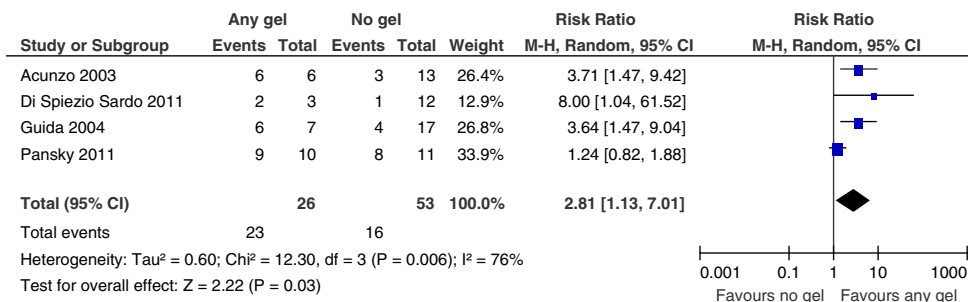 Any gel No gel Risk Ratio Risk Ratio
Study or Subgroup Events Total Events Total Weight M-H, Random, 95% CI M-H, Random, 95% CI
Acunzo 2003 6 6 3 13 26.4% 3.71 [1.47, 9.42]
Di Spiezio Sardo 2011 2 3 1 12 12.9% 8.00 [1.04, 61.52]
Guida 2004 6 7 4 17 26.8% 3.64 [1.47, 9.04]
Pansky 2011 9 10 8 11 33.9% 1.24 [0.82, 1.88]
Total (95% CI) 26 53 100.0% 2.81 [1.13, 7.01]
Total events 23 16
Heterogeneity: Tau² = 0.60; Chi² = 12.30, df = 3 (P = 0.006); I² = 76%
Test for overall effect: Z = 2.22 (P = 0.03)
0.001 0.1 1 10 1000
Favours no gel Favours any gel